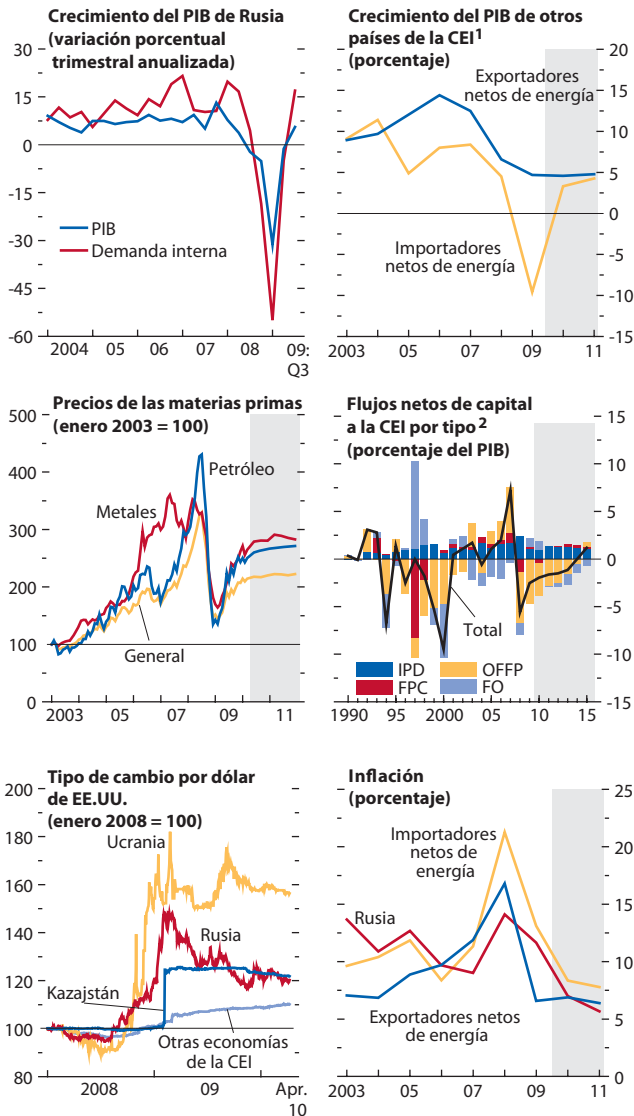 Crecimiento del PIB de Rusia
(variación porcentual
trimestral anualizada)
30
15
0
-15
-30
-45
-60
PIB
Demanda interna
2004 05 06 07 08 09:
Q3
Crecimiento del PIB de otros
países de la CEI1
(porcentaje)
20
15
10
5
0
-5
-10
-15
Exportadores
netos de energía
Importadores
netos de energía
2003 05 07 09 11
Precios de las materias primas
(enero 2003 = 100)
500
400
300
200
100
0
Petróleo
Metales
General
2003 05 07 09 11
Flujos netos de capital
a la CEI por tipo2
(porcentaje del PIB)
15
10
5
0
-5
-10
-15
Total
IPD
OFFP
FPC
FO
1990 95 2000 05 10 15
Tipo de cambio por dólar
de EE.UU.
(enero 2008 = 100)
200
180
160
140
120
100
80
Ucrania
Rusia
Kazajstán
Otras economías
de la CEI
2008 09 Apr.
10
Inflación
(porcentaje)
25
20
15
10
5
0
Importadores
netos de
energía
Rusia
Exportadores netos
de energía
2003 05 07 09 11